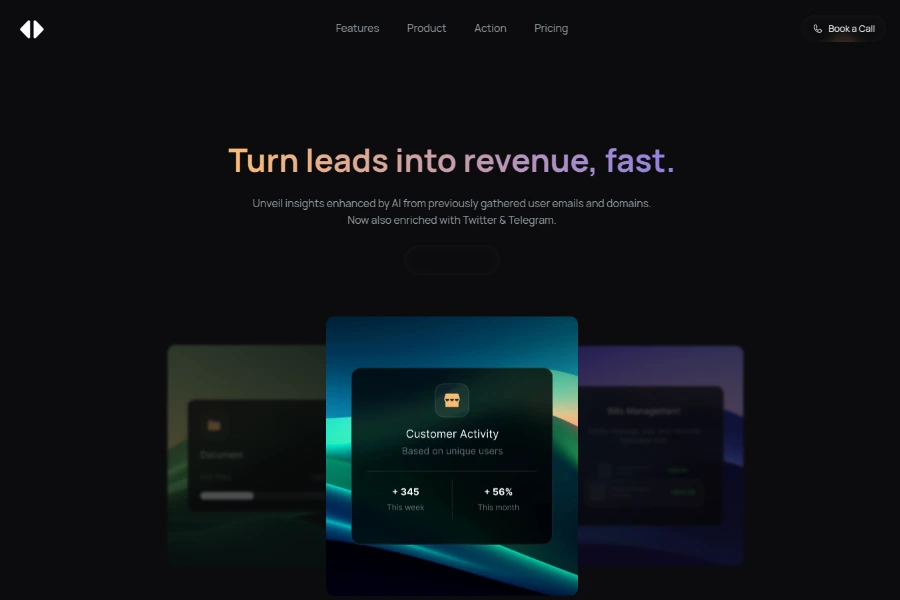 Features Product Action Pricing
Book a Call
Turn leads into revenue, fast.
Unveil insights enhanced by AI from previously gathered user emails and domains.
Now also enriched with Twitter & Telegram.
Document
Customer Activity
Based on unique users
+ 345
This week
+ 56%
This month
Bills Management